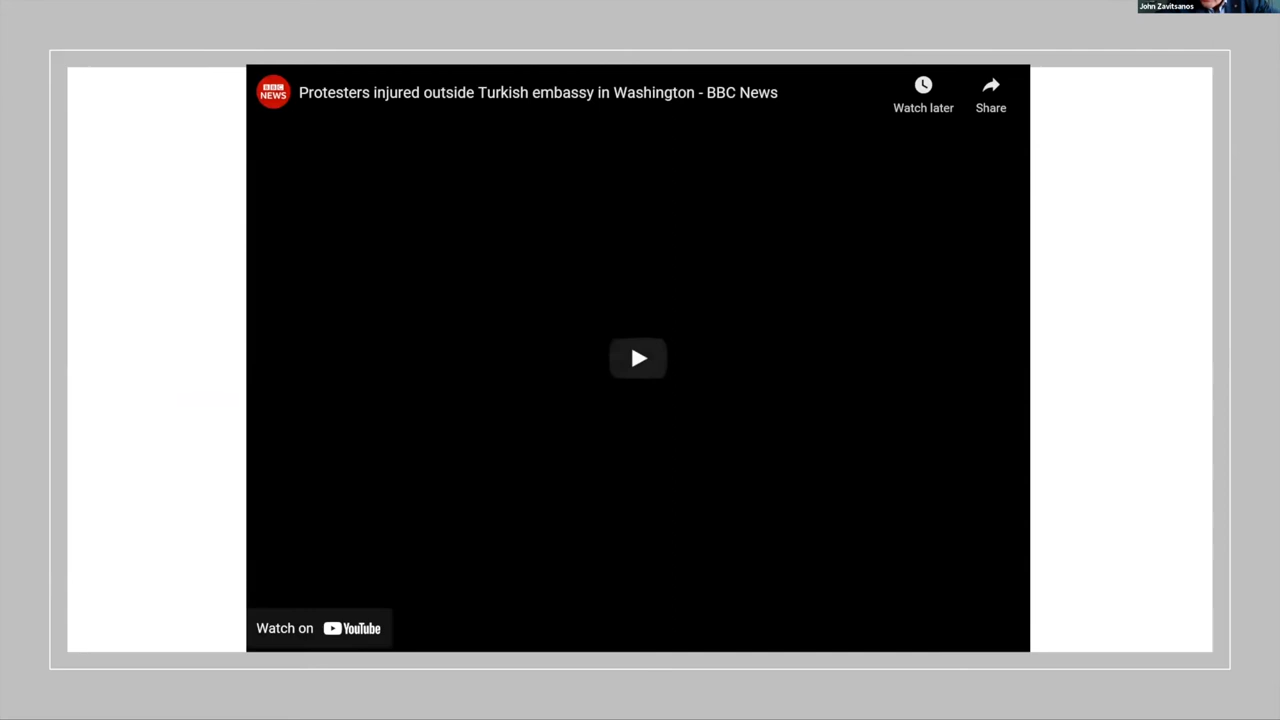 John Zavitsanos
BBC
NEWS
Protesters injured outside Turkish embassy in Washington - BBC News
Watch later
Share
Watch on YouTube